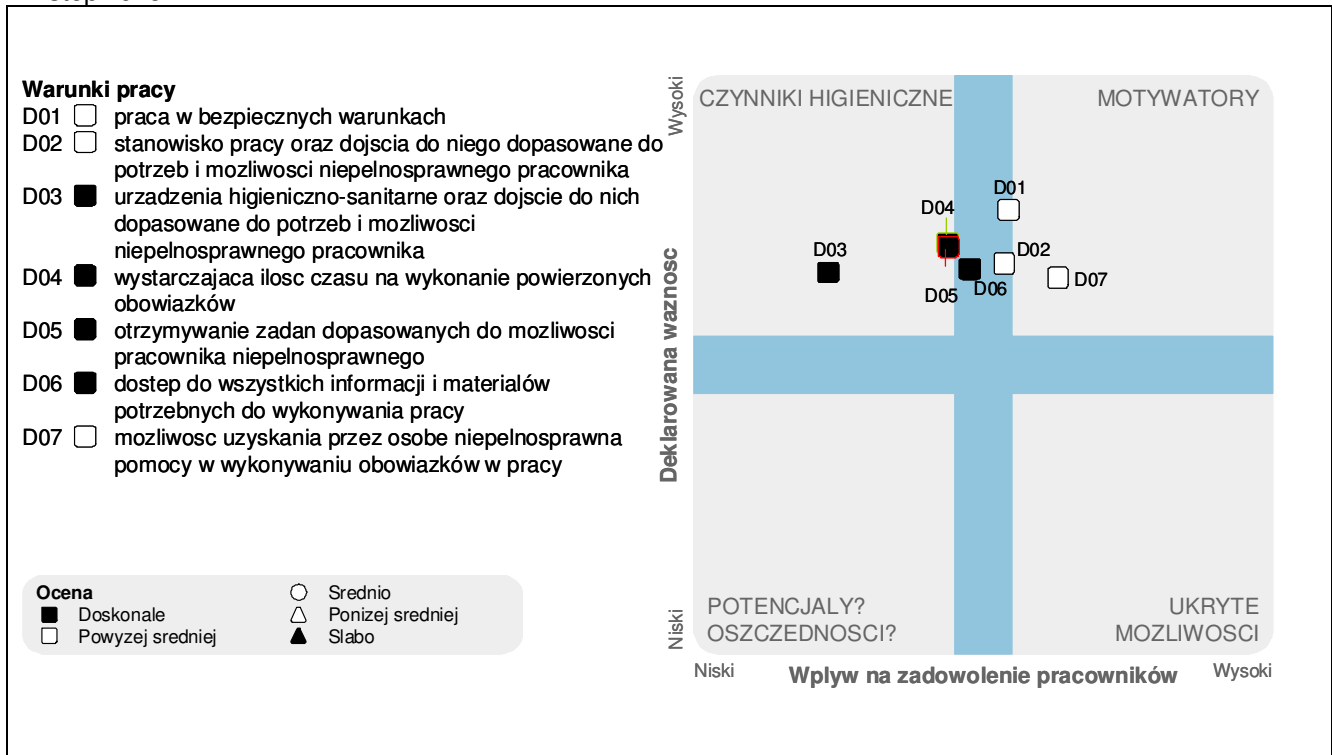 Warunki pracy
D01 praca w bezpiecznych warunkach
D02 stanowisko pracy oraz dojscia do niego dopasowane do
potrzeb i mozliwosci niepelnosprawnego pracownika
D03 urzadzenia higieniczno-sanitarne oraz dojscie do nich
dopasowane do potrzeb i mozliwosci
niepelnosprawnego pracownika
D04 wystarczajaca ilosc czasu na wykonanie powierzonych
obowiazków
D05 otrzymywanie zadan dopasowanych do mozliwosci
pracownika niepelnosprawnego
D06 dostep do wszystkich informacji i materialów
potrzebnych do wykonywania pracy
D07 mozliwosc uzyskania przez osobe niepelnosprawna
pomocy w wykonywaniu obowiazków w pracy
Ocena
Doskonale
Powyzej sredniej
Srednio
Ponizej sredniej
Slabo
Wysoki
Deklarowana waznosc
Niski
CZYNNIKI HIGIENICZNE
MOTYWATORY
D01
D04
D03
D02
D07
D05
D06
POTENCJALY?
OSZCZEDNOSCI?
UKRYTE
MOZLIWOSCI
Niski
Wplyw na zadowolenie pracowników
Wysoki